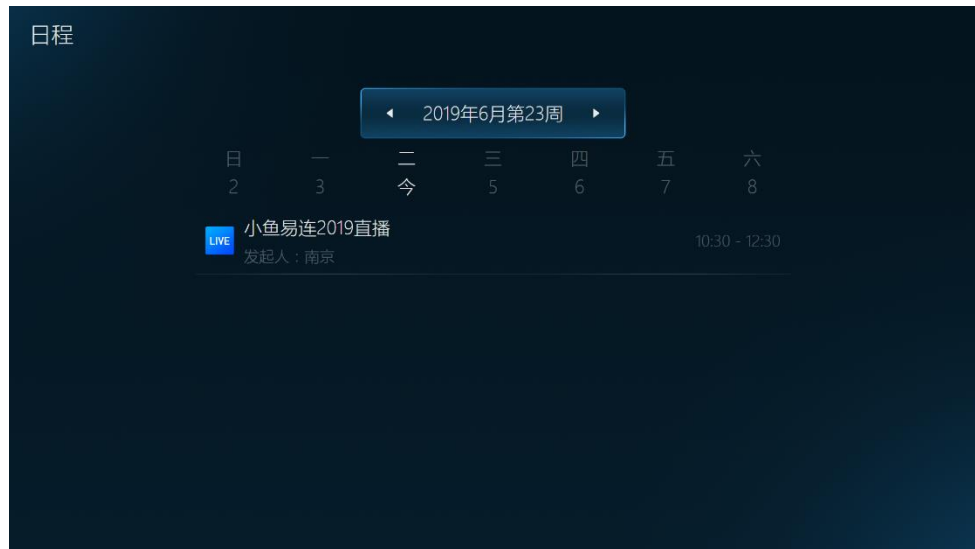 日程
2019年6月第23周
日 一 二 三 四 五 六
2 3 今 5 6 7 8
LIVE 小鱼易连2019直播
发起人：南京 10:30 - 12:30